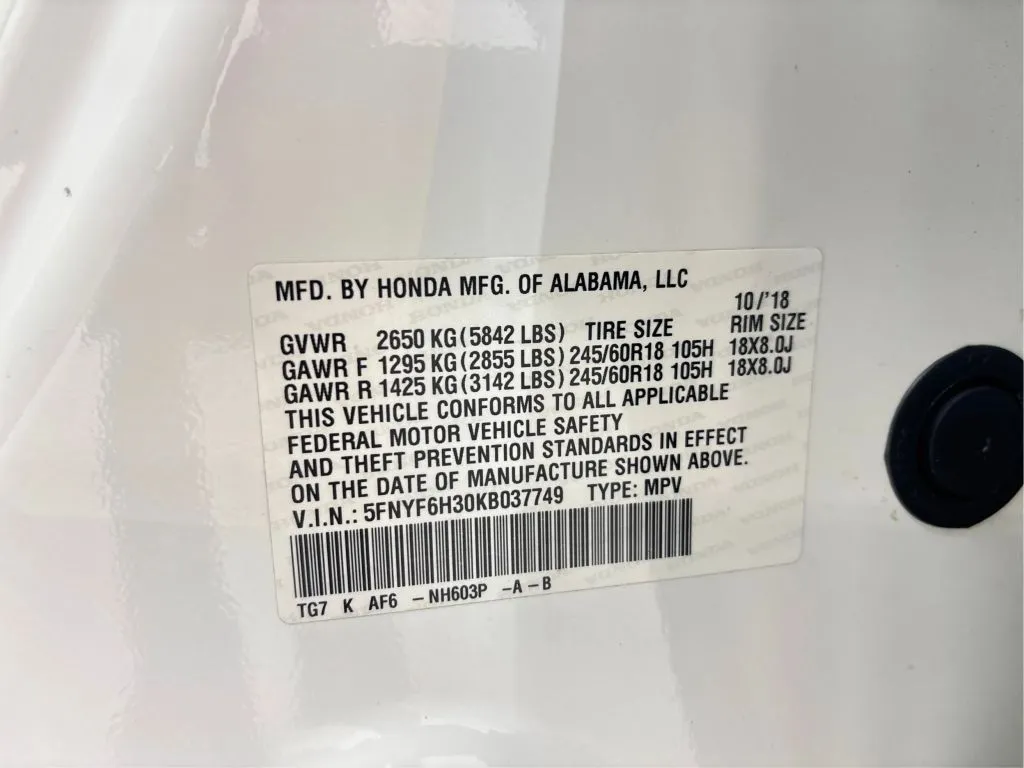 MFD. BY HONDA MFG. OF ALABAMA, LLC
10/'18
GVWR 2650 KG (5842 LBS) TIRE SIZE RIM SIZE
GAWR F 1295 KG (2855 LBS) 245/60R18 105H 18X8.0J
GAWR R 1425 KG (3142 LBS) 245/60R18 105H 18X8.0J
THIS VEHICLE CONFORMS TO ALL APPLICABLE
FEDERAL MOTOR VEHICLE SAFETY
AND THEFT PREVENTION STANDARDS IN EFFECT
ON THE DATE OF MANUFACTURE SHOWN ABOVE.
V.I.N.: 5FNYF6H30KB037749 TYPE: MPV
TG7 K AF6 -NH603P -A-B